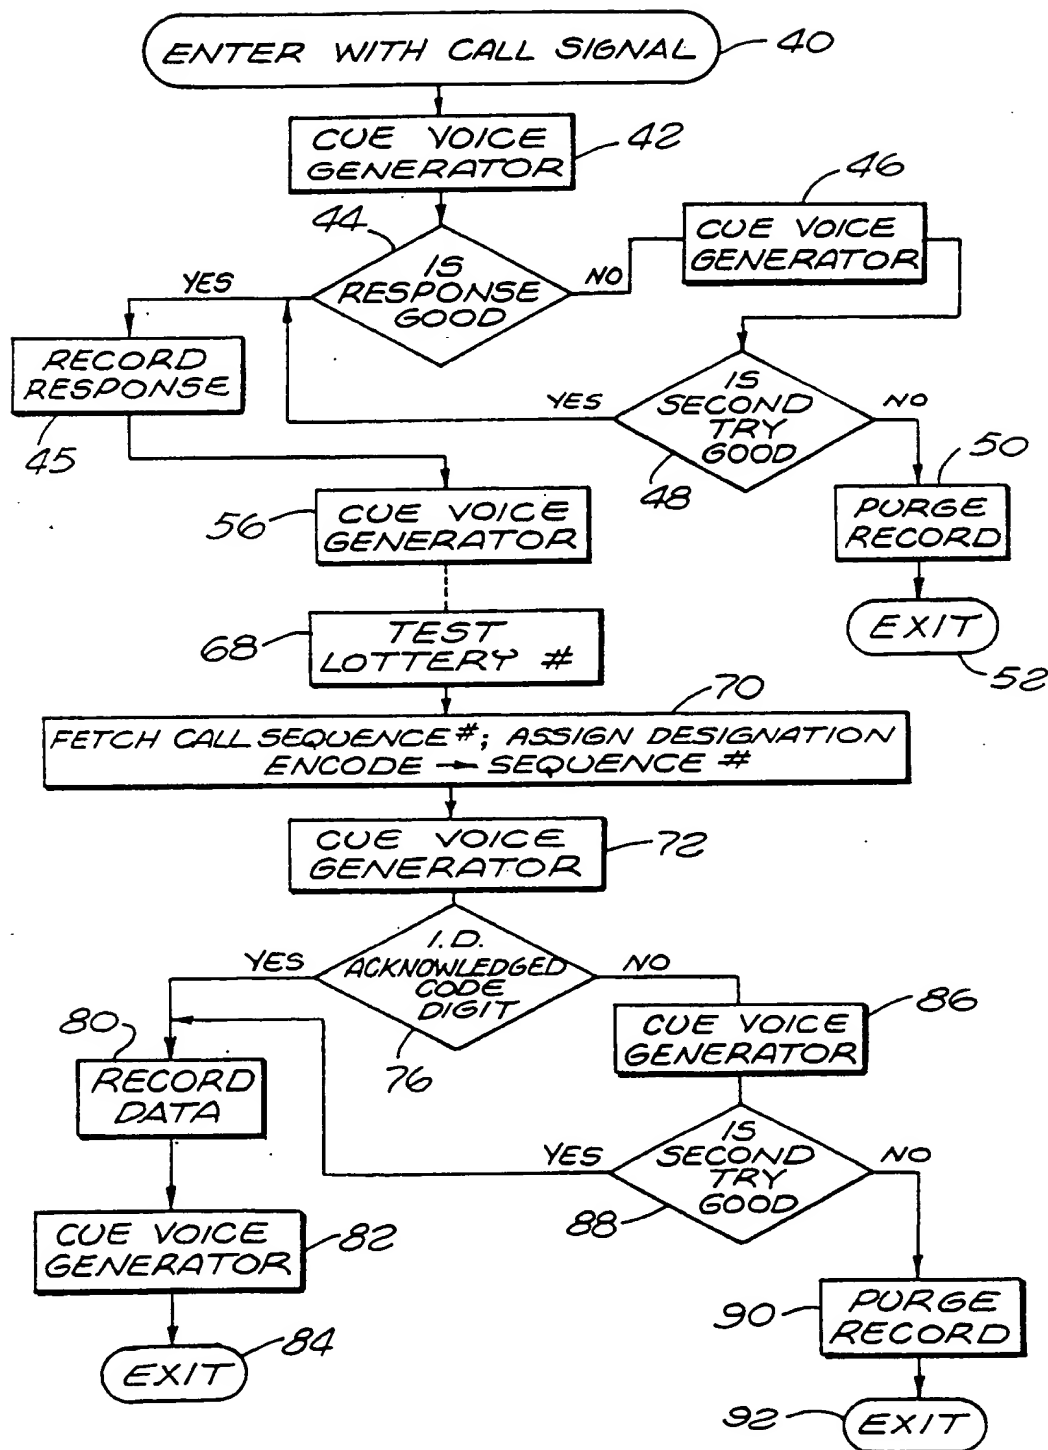 ENTER WITH CALL SIGNAL
40
CUE VOICE
GENERATOR
42
44
IS
RESPONSE
GOOD
YES
NO
46
CUE VOICE
GENERATOR
RECORD
RESPONSE
45
IS
SECOND
TRY
GOOD
YES
NO
48
50
PURGE
RECORD
EXIT
52
56
CUE VOICE
GENERATOR
68
TEST
LOTTERY #
70
FETCH CALL SEQUENCE #; ASSIGN DESIGNATION
ENCODE → SEQUENCE #
CUE VOICE
GENERATOR
72
I.D.
ACKNOWLEDGED
CODE
DIGIT
YES
NO
76
80
RECORD
DATA
86
CUE VOICE
GENERATOR
IS
SECOND
TRY
GOOD
YES
NO
88
CUE VOICE
GENERATOR
82
EXIT
84
90
PURGE
RECORD
92
EXIT